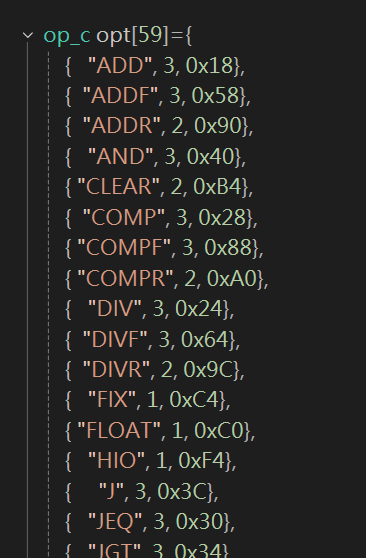 op_c opt[59]={
{ "ADD", 3, 0x18},
{ "ADDF", 3, 0x58},
{ "ADDR", 2, 0x90},
{ "AND", 3, 0x40},
{ "CLEAR", 2, 0xB4},
{ "COMP", 3, 0x28},
{ "COMPF", 3, 0x88},
{ "COMPR", 2, 0xA0},
{ "DIV", 3, 0x24},
{ "DIVF", 3, 0x64},
{ "DIVR", 2, 0x9C},
{ "FIX", 1, 0xC4},
{ "FLOAT", 1, 0xC0},
{ "HIO", 1, 0xF4},
{ "J", 3, 0x3C},
{ "JEQ", 3, 0x30},
{ "JGT", 3, 0x34},